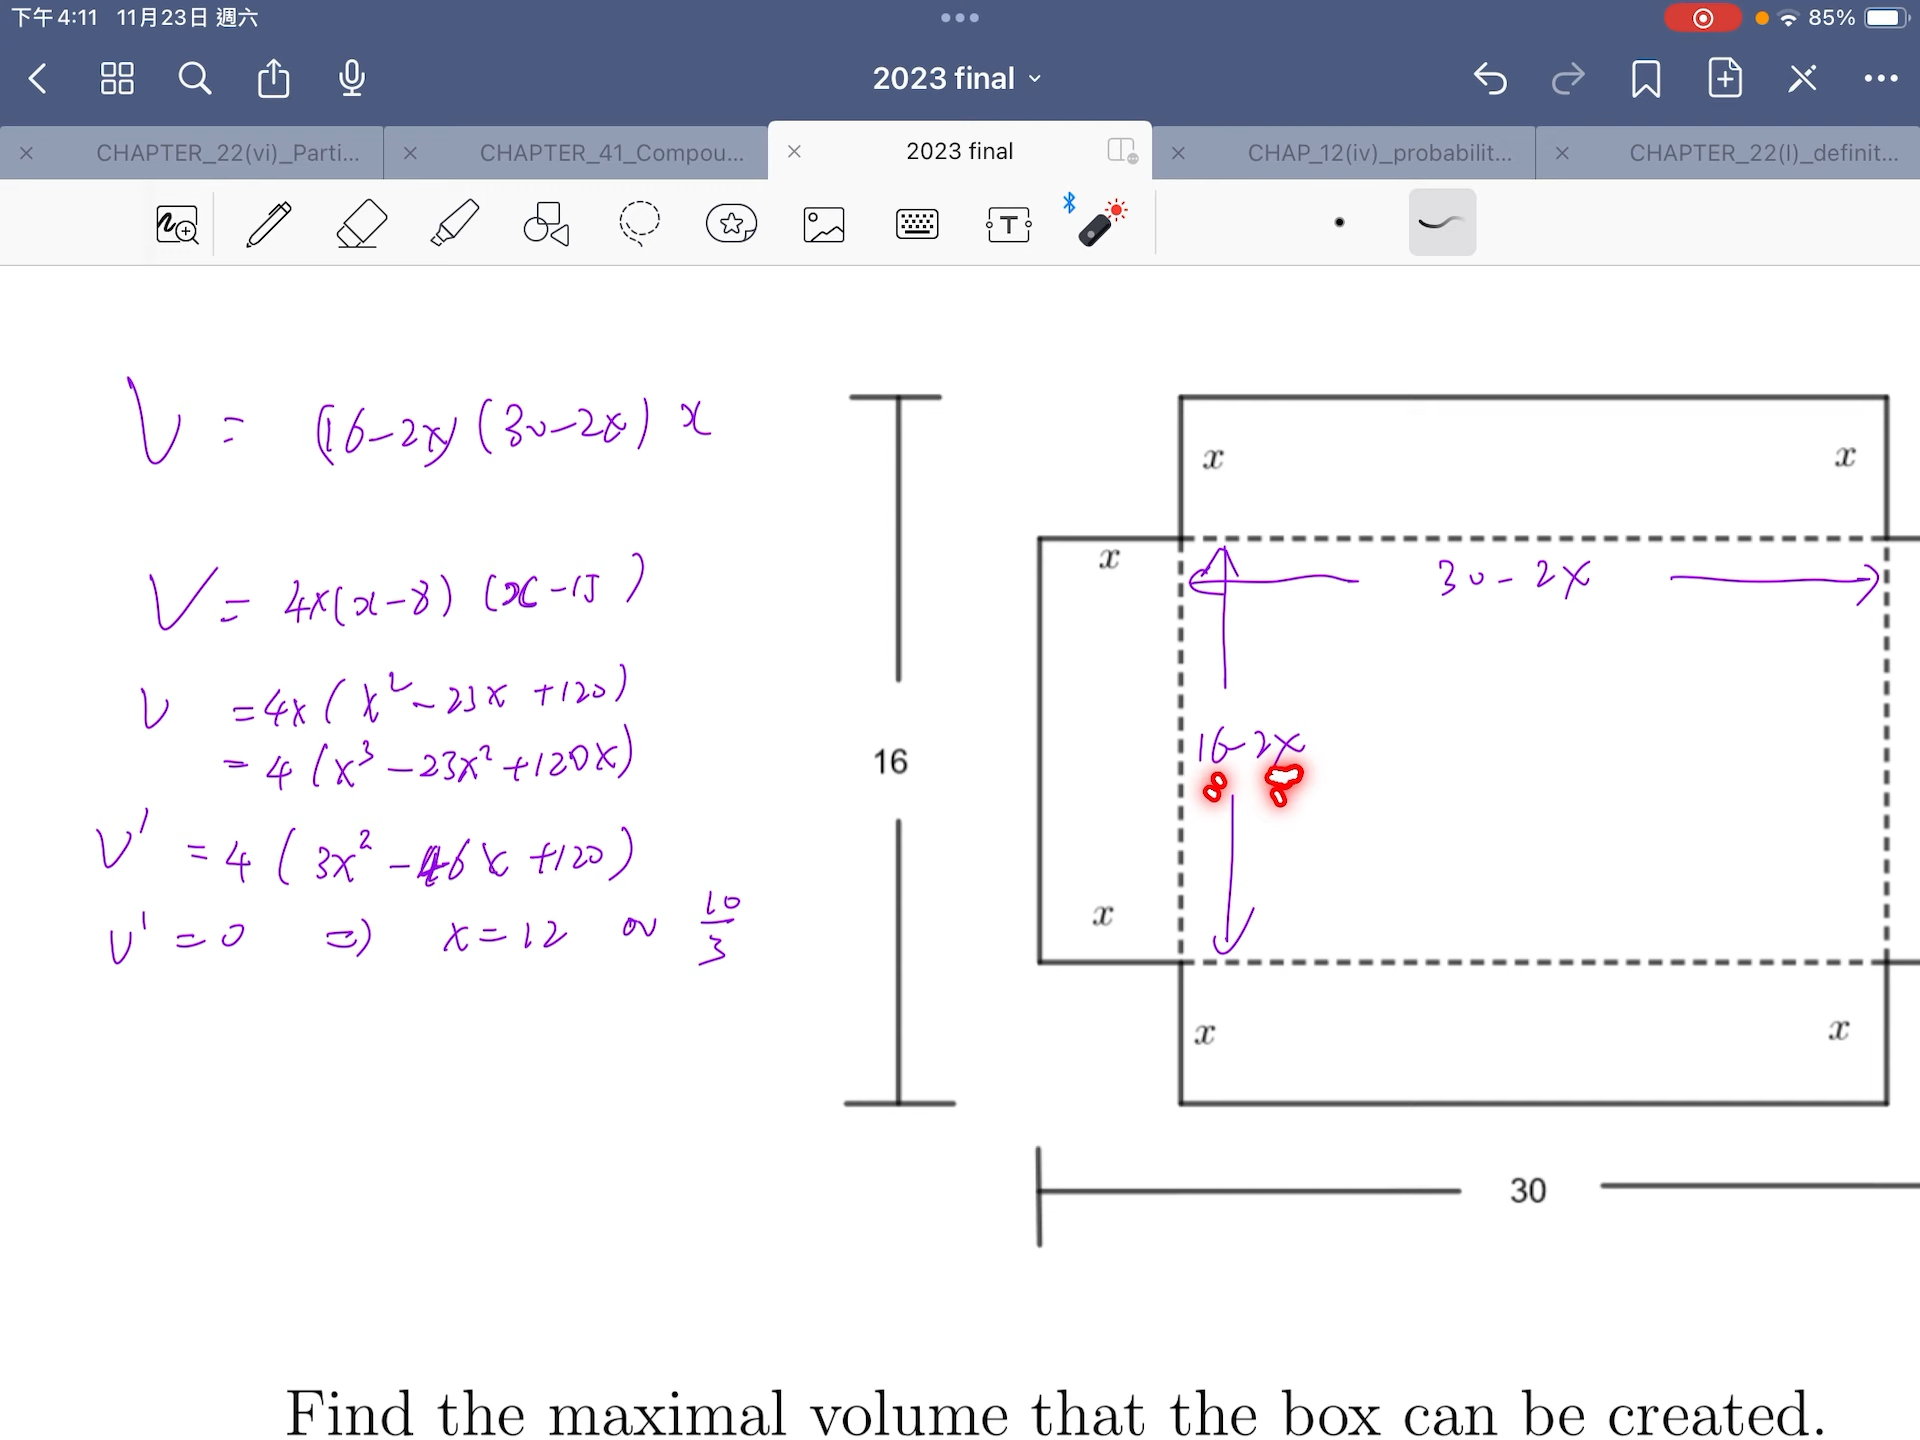 下午4:11 11月23日 週六 85%
2023 final
CHAPTER_22(vi)_Parti... CHAPTER_41_Compou... 2023 final CHAP_12(iv)_probabilit... CHAPTER_22(I)_definit...
T
V = (16-2x)(30-2x) x
x x
x 30-2x
V = 4x(x-8) (x-15)
V = 4x(x²-23x+120)
= 4(x³-23x²+120x)
16 16-2x
V' = 4(3x²-46x+120)
V' = 0 ⇒ x=12 or 10/3
x
x x
30
Find the maximal volume that the box can be created.